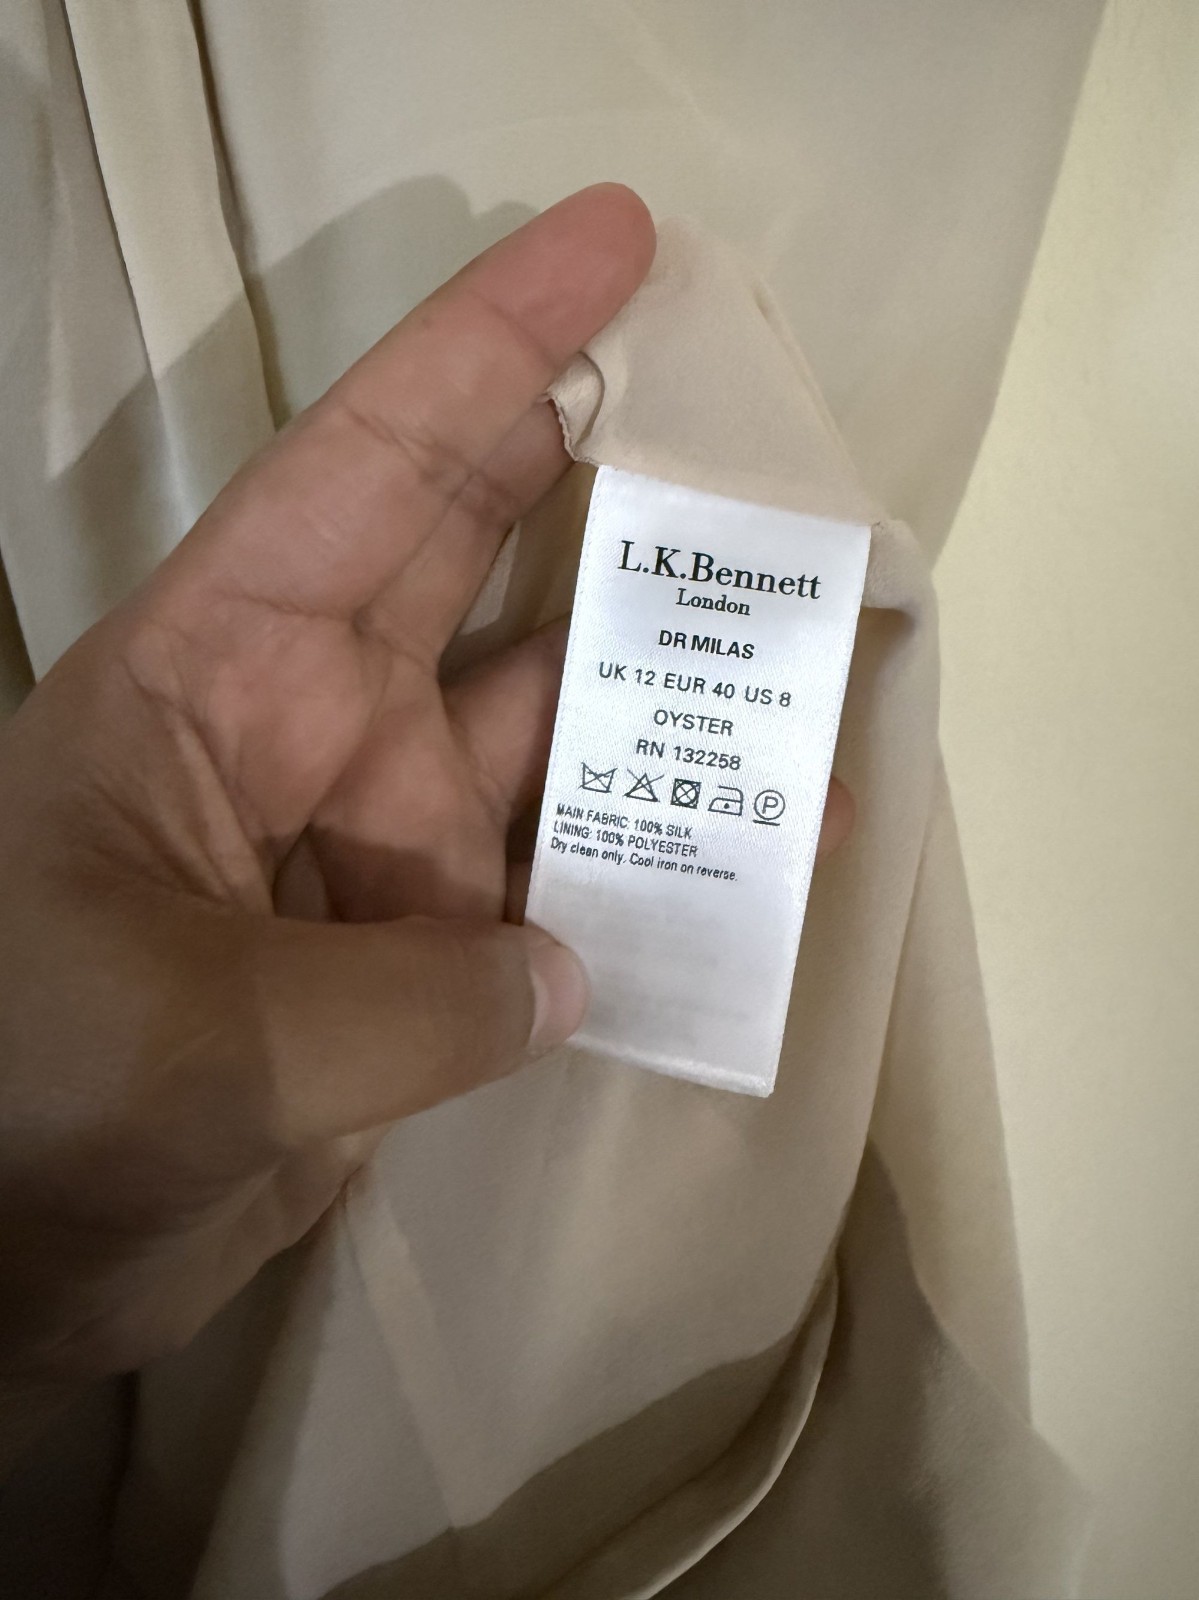 L.K.Bennett
London
DR MILAS
UK 12 EUR 40 US 8
OYSTER
RN 132258
P
MAIN FABRIC: 100% SILK
LINING: 100% POLYESTER
Dry clean only. Cool iron on reverse.